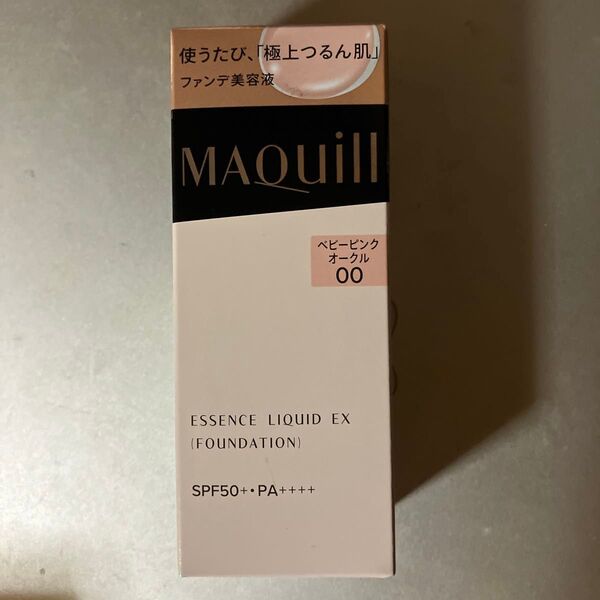 使うたび、「極上つるん肌」
ファンデ美容液
MAQuill
ベビーピンク
オークル
00
ESSENCE LIQUID EX
(FOUNDATION)
SPF50+・PA++++